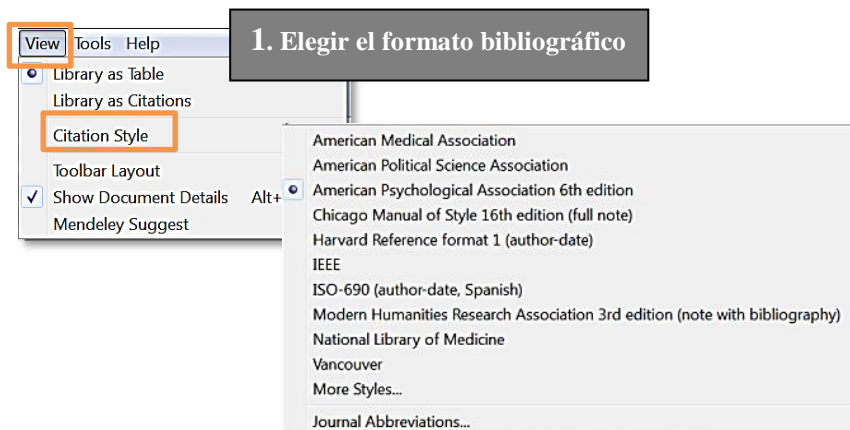 1. Elegir el formato bibliográfico
View Tools Help
Library as Table
Library as Citations
Citation Style
Toolbar Layout
Show Document Details Alt+
Mendeley Suggest
American Medical Association
American Political Science Association
American Psychological Association 6th edition
Chicago Manual of Style 16th edition (full note)
Harvard Reference format 1 (author-date)
IEEE
ISO-690 (author-date, Spanish)
Modern Humanities Research Association 3rd edition (note with bibliography)
National Library of Medicine
Vancouver
More Styles...
Journal Abbreviations...